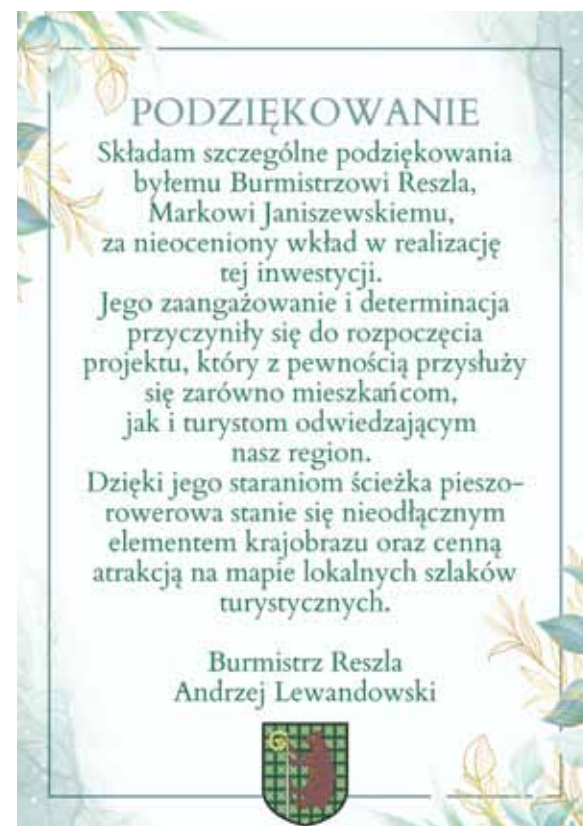 PODZIĘKOWANIE
Składam szczególne podziękowania
byłemu Burmistrzowi Reszla,
Markowi Janiszewskiemu,
za nieoceniony wkład w realizację
tej inwestycji.
Jego zaangażowanie i determinacja
przyczyniły się do rozpoczęcia
projektu, który z pewnością przysłuży
się zarówno mieszkańcom,
jak i turystom odwiedzającym
nasz region.
Dzięki jego staraniom ścieżka pieszo-
rowerowa stanie się nieodłącznym
elementem krajobrazu oraz cenną
atrakcją na mapie lokalnych szlaków
turystycznych.
Burmistrz Reszla
Andrzej Lewandowski